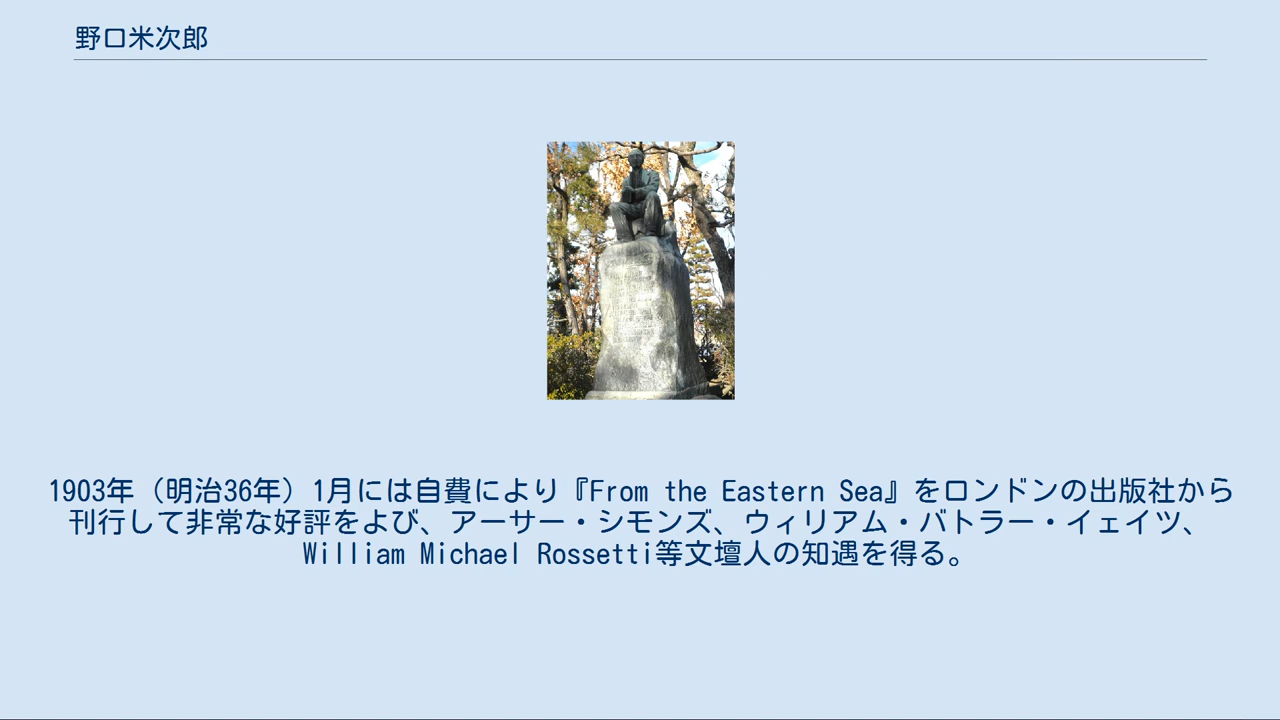 野口米次郎
1903年（明治36年）1月には自費により『From the Eastern Sea』をロンドンの出版社から
刊行して非常な好評をよび、アーサー・シモンズ、ウィリアム・バトラー・イェイツ、
William Michael Rossetti等文壇人の知遇を得る。